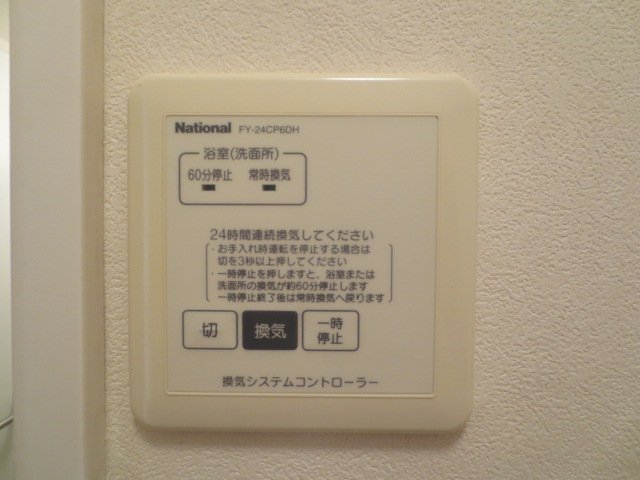 National FY-24CP6DH
浴室(洗面所)
60分停止 常時換気
24時間連続換気してください
・お手入れ時運転を停止する場合は
切を3秒以上押してください
・一時停止を押しますと、浴室または
洗面所の換気が約60分停止します
一時停止終了後は常時換気へ戻ります
切 換気 一時
停止
換気システムコントローラー